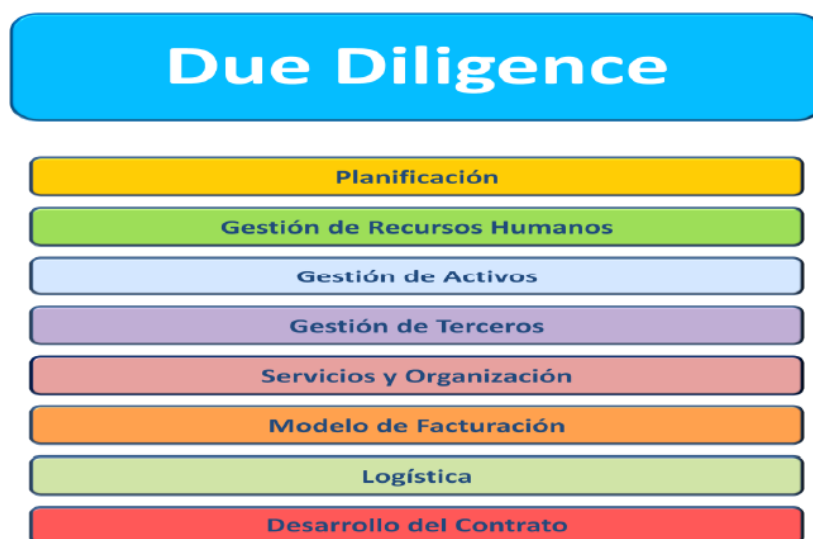 Due Diligence
Planificación
Gestión de Recursos Humanos
Gestión de Activos
Gestión de Terceros
Servicios y Organización
Modelo de Facturación
Logística
Desarrollo del Contrato